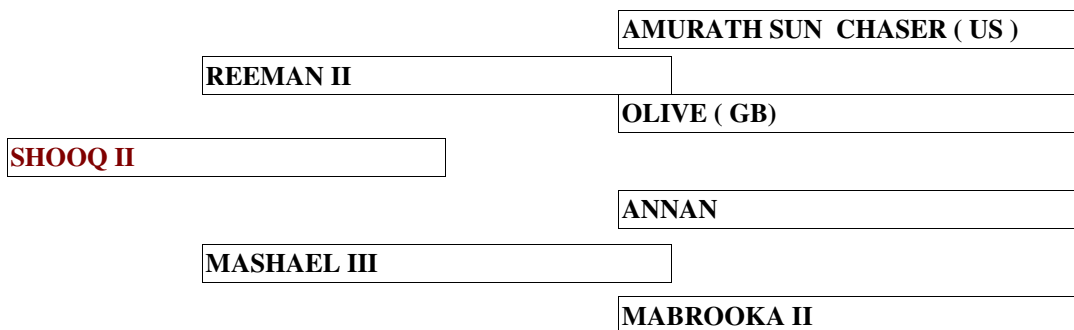 AMURATH SUN  CHASER ( US )
REEMAN II
OLIVE ( GB)
SHOOQ II
ANNAN
MASHAEL III
MABROOKA II